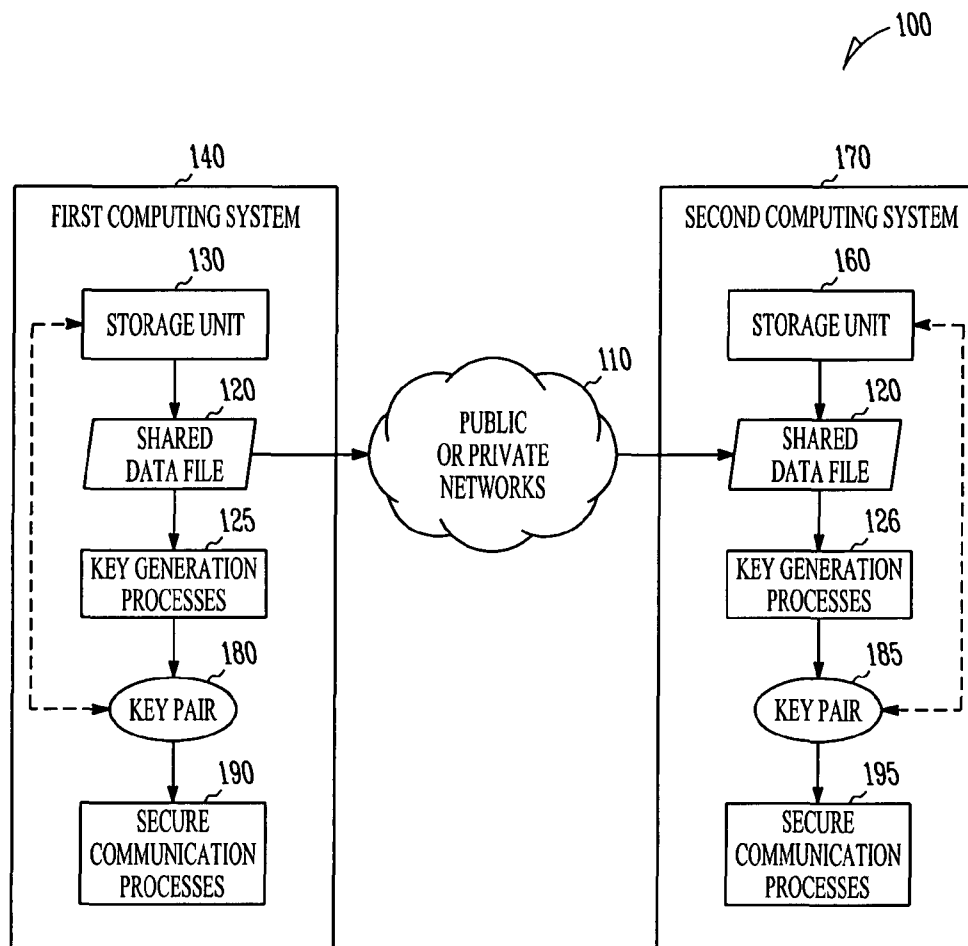 100
140
FIRST COMPUTING SYSTEM
130
STORAGE UNIT
120
SHARED
DATA FILE
125
KEY GENERATION
PROCESSES
180
KEY PAIR
190
SECURE
COMMUNICATION
PROCESSES
110
PUBLIC
OR PRIVATE
NETWORKS
170
SECOND COMPUTING SYSTEM
160
STORAGE UNIT
120
SHARED
DATA FILE
126
KEY GENERATION
PROCESSES
185
KEY PAIR
195
SECURE
COMMUNICATION
PROCESSES